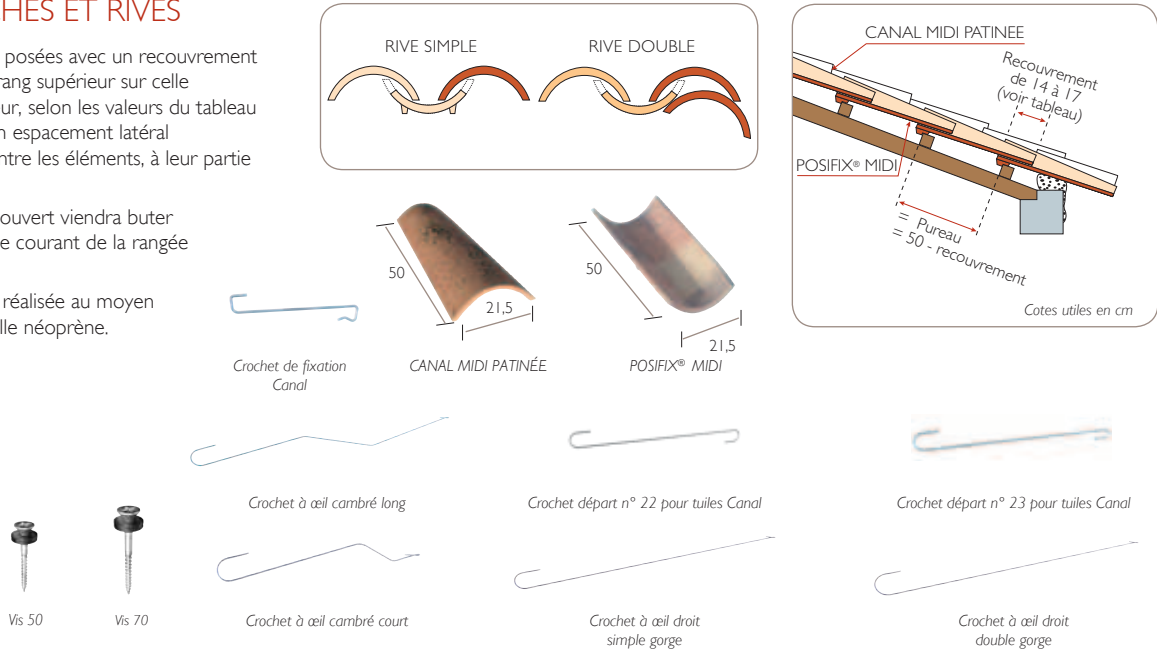 CHES ET RIVES
posées avec un recouvrement
rang supérieur sur celle
ur, selon les valeurs du tableau
n espacement latéral
ntre les éléments, à leur partie
ouvert viendra buter
e courant de la rangée
réalisée au moyen
lle néoprène.
RIVE SIMPLE
RIVE DOUBLE
CANAL MIDI PATINEE
Recouvrement
de 14 à 17
(voir tableau)
POSIFIX® MIDI
= Pureau
= 50 - recouvrement
Cotes utiles en cm
50
21,5
50
21,5
Crochet de fixation
Canal
CANAL MIDI PATINÉE
POSIFIX® MIDI
Crochet à œil cambré long
Crochet départ n° 22 pour tuiles Canal
Crochet départ n° 23 pour tuiles Canal
Vis 50
Vis 70
Crochet à œil cambré court
Crochet à œil droit
simple gorge
Crochet à œil droit
double gorge